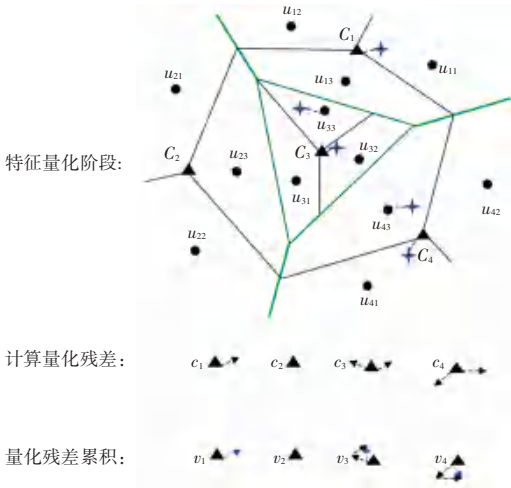 u12
C1
u11
u21
u13
u33
特征量化阶段:
C2
u23
C3
u32
u31
u43
u42
u22
C4
u41
计算量化残差: c1 c2 c3 c4
量化残差累积: v1 v2 v3 v4